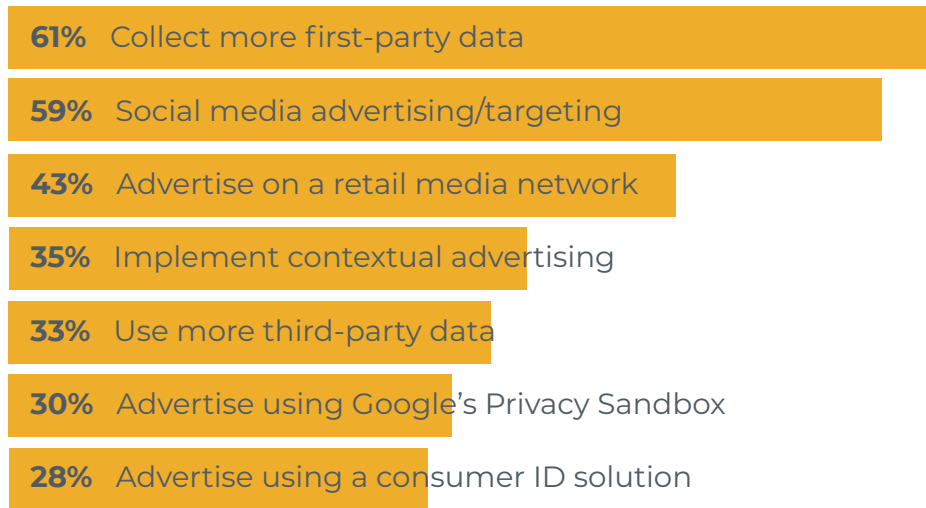 61% Collect more first-party data
59% Social media advertising/targeting
43% Advertise on a retail media network
35% Implement contextual advertising
33% Use more third-party data
30% Advertise using Google’s Privacy Sandbox
28% Advertise using a consumer ID solution